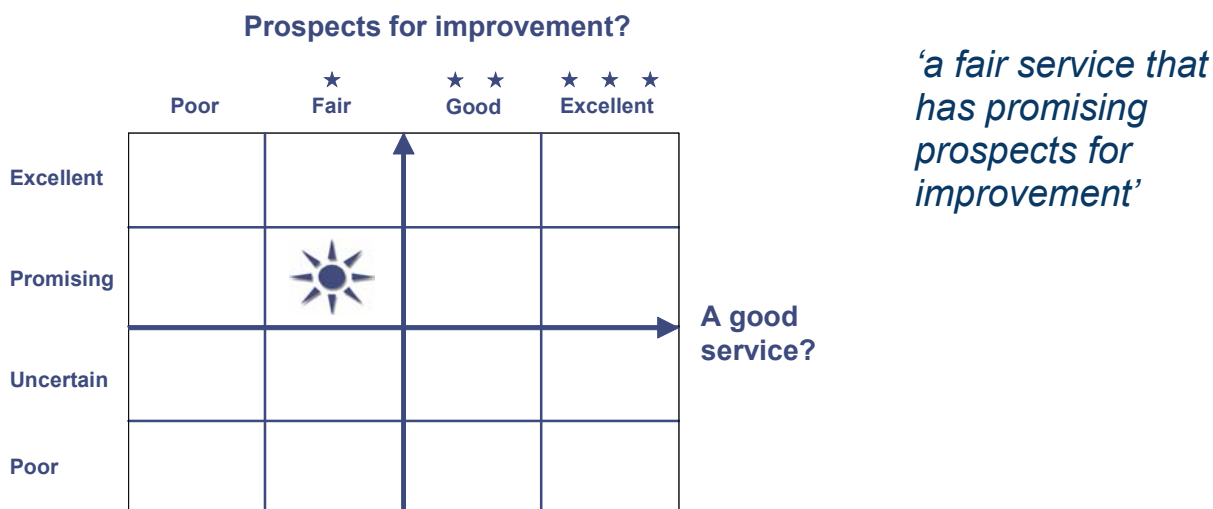 Prospects for improvement?
‘a fair service that
has promising
prospects for
improvement’
★ ★ ★ ★ ★ ★
Poor Fair Good Excellent
Excellent
Promising
A good
service?
Uncertain
Poor